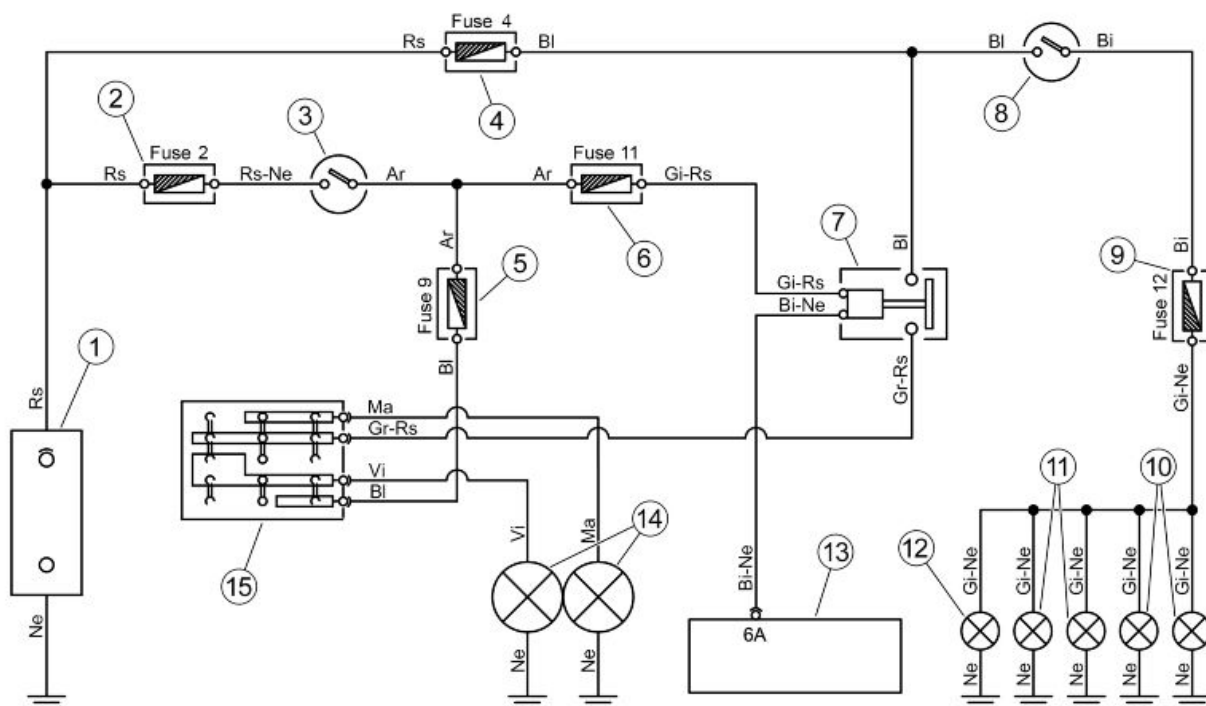 Fuse 4
Rs
Bl
Bl
Bi
4
8
2
3
Fuse 2
Fuse 11
Rs
Rs-Ne
Ar
Ar
Gi-Rs
6
7
Ar
Fuse 9
5
Bl
Bl
Gi-Rs
Bi-Ne
Gr-Rs
Bi
9
Fuse 12
Gi-Ne
1
Rs
Ma
Gr-Rs
Vi
Bl
15
Vi
Ma
14
Ne
Ne
Bi-Ne
13
6A
11
10
12
Gi-Ne
Gi-Ne
Gi-Ne
Gi-Ne
Gi-Ne
Ne
Ne
Ne
Ne
Ne
Ne